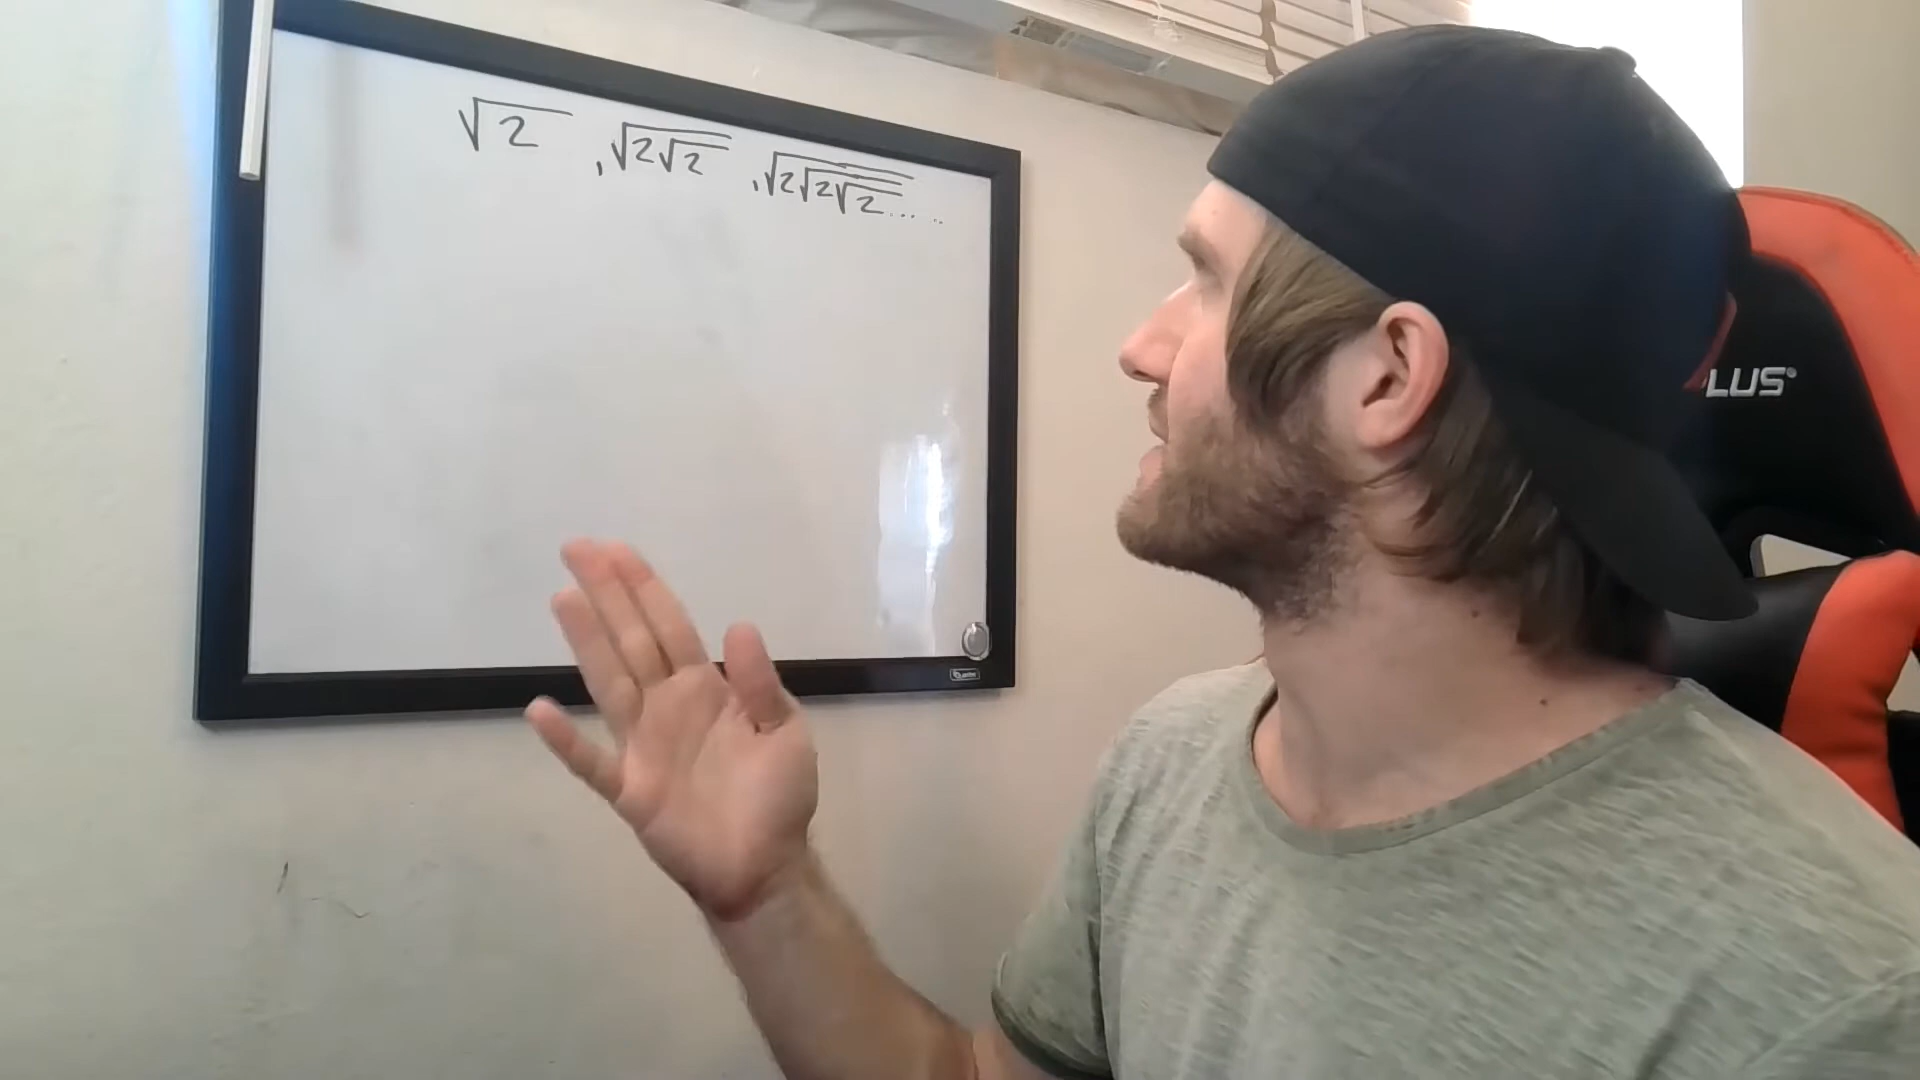 √2 , √2√2 , √2√2√2... ..
LUS